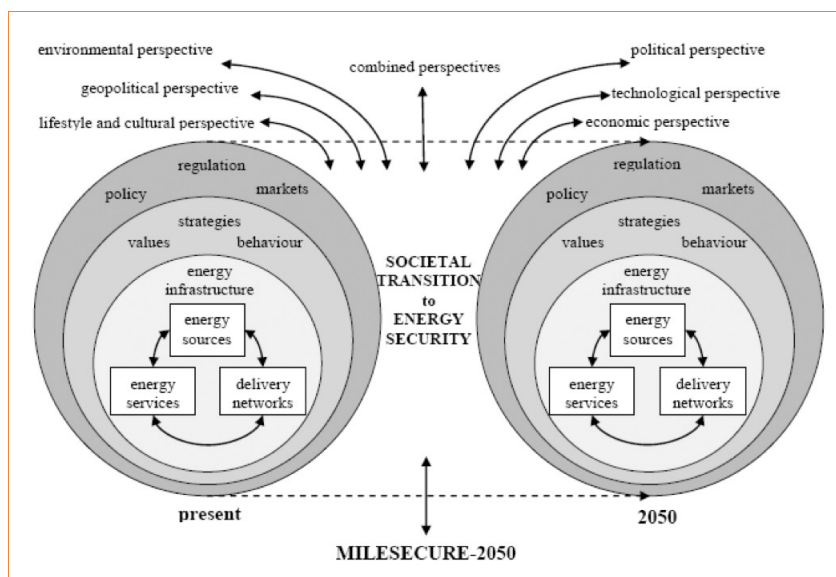 environmental perspective
political perspective
combined perspectives
geopolitical perspective
technological perspective
lifestyle and cultural perspective
economic perspective
regulation
policy
markets
strategies
values
behaviour
energy
infrastructure
energy
sources
energy
services
delivery
networks
present
SOCIETAL
TRANSITION
to
ENERGY
SECURITY
regulation
policy
markets
strategies
values
behaviour
energy
infrastructure
energy
sources
energy
services
delivery
networks
2050
MILESECURE-2050